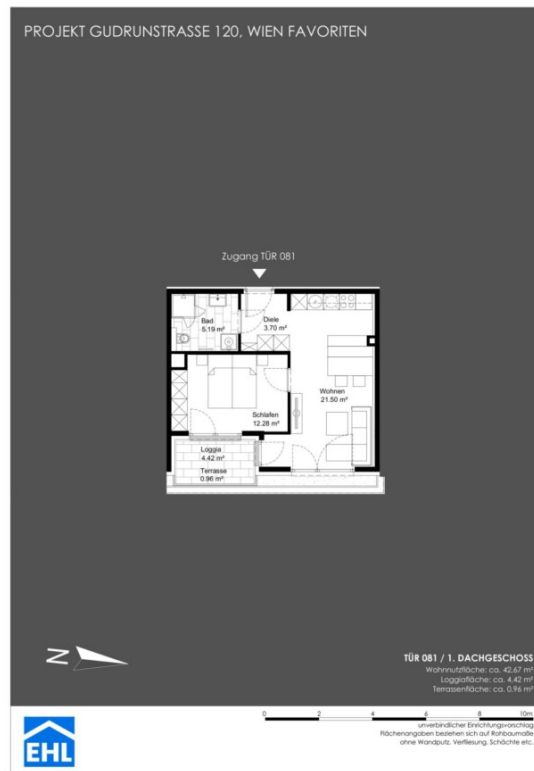 PROJEKT GUDRUNSTRASSE 120, WIEN FAVORITEN
Zugang TÜR 081
Bad
5.19 m²
Diele
3.70 m²
Wohnen
21.50 m²
Schlafen
12.28 m²
Loggia
4.42 m²
Terrasse
0.96 m²
N
TÜR 081 / 1. DACHGESCHOSS
Wohnnutzfläche: ca. 42.67 m²
Loggiafläche: ca. 4.42 m²
Terrassenfläche: ca. 0.96 m²
0 2 4 6 8 10m
unverbindlicher Einrichtungsvorschlag
Flächenangaben beziehen sich auf Rohbaumaße
ohne Wandputz, Verfliesung, Schächte etc.
EHL